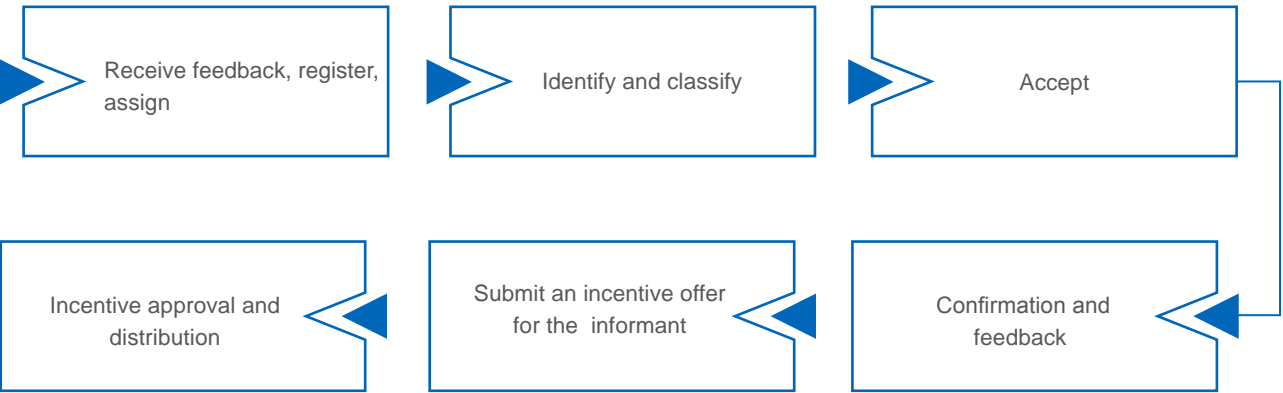 Receive feedback, register,
assign
Identify and classify
Accept
Confirmation and
feedback
Submit an incentive offer
for the  informant
Incentive approval and
distribution